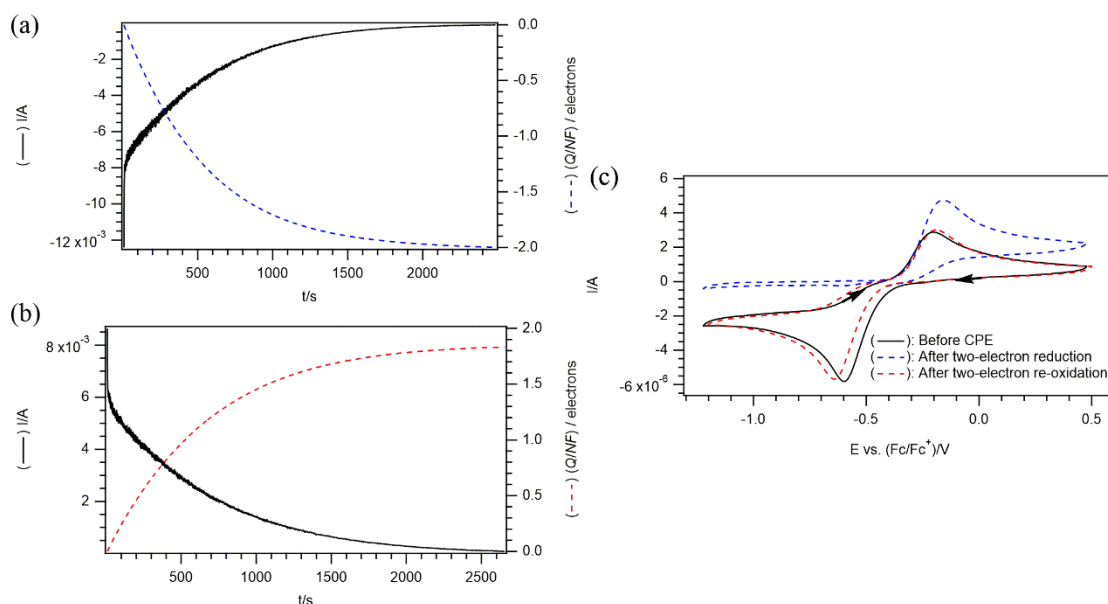 (a)
(——) I/A
-2
-4
-6
-8
-10
-12 x10⁻³
0.0
-0.5
-1.0
-1.5
-2.0
(---) (Q/NF) / electrons
500
1000
1500
2000
t/s
(b)
(——) I/A
8 x10⁻³
6
4
2
2.0
1.5
1.0
0.5
0.0
(---) (Q/NF) / electrons
500
1000
1500
2000
2500
t/s
(c)
I/A
6
4
2
0
-2
-4
-6 x10⁻⁶
(——): Before CPE
(---): After two-electron reduction
(---): After two-electron re-oxidation
-1.0
-0.5
0.0
0.5
E vs. (Fc/Fc⁺)/V